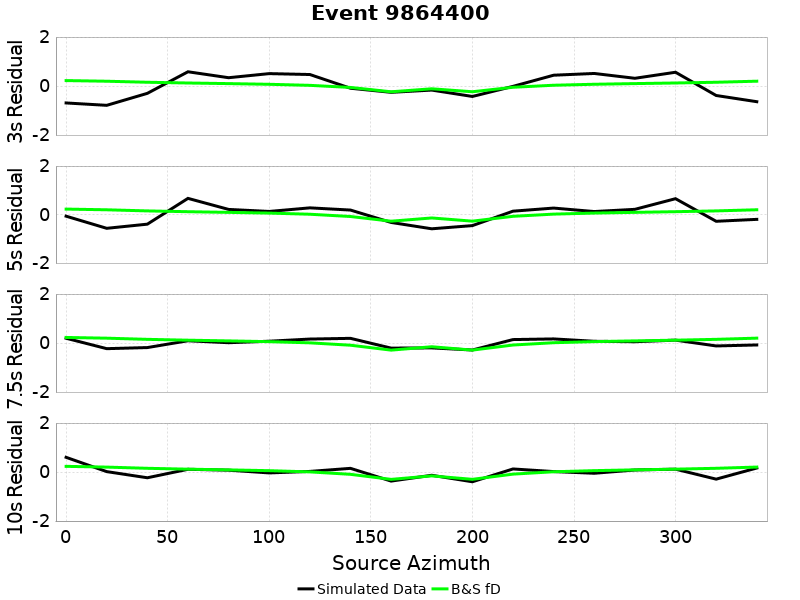 Event 9864400
3s Residual
2
0
-2
5s Residual
2
0
-2
7.5s Residual
2
0
-2
10s Residual
2
0
-2
0 50 100 150 200 250 300
Source Azimuth
Simulated Data B&S fD